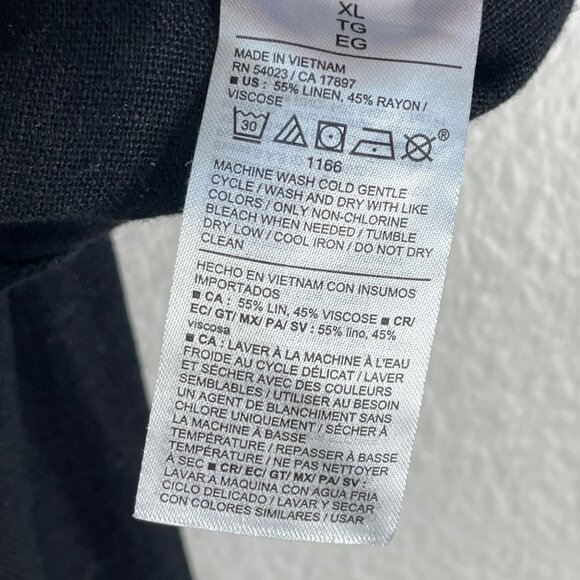 XL
TG
EG
MADE IN VIETNAM
RN 54023 / CA 17897
■ US : 55% LINEN, 45% RAYON /
VISCOSE
30
®
1166
MACHINE WASH COLD GENTLE
CYCLE / WASH AND DRY WITH LIKE
COLORS / ONLY NON-CHLORINE
BLEACH WHEN NEEDED / TUMBLE
DRY LOW / COOL IRON / DO NOT DRY
CLEAN
HECHO EN VIETNAM CON INSUMOS
IMPORTADOS
■ CA : 55% LIN, 45% VISCOSE ■ CR/
EC/ GT/ MX/ PA/ SV : 55% lino, 45%
viscosa
■ CA : LAVER À LA MACHINE À L'EAU
FROIDE AU CYCLE DÉLICAT / LAVER
ET SÉCHER AVEC DES COULEURS
SEMBLABLES / UTILISER AU BESOIN
UN AGENT DE BLANCHIMENT SANS
CHLORE UNIQUEMENT / SÉCHER À
LA MACHINE À BASSE
TEMPÉRATURE / REPASSER À BASSE
TEMPÉRATURE / NE PAS NETTOYER
À SEC ■ CR/ EC/ GT/ MX/ PA/ SV :
LAVAR A MAQUINA CON AGUA FRIA
CICLO DELICADO / LAVAR Y SECAR
CON COLORES SIMILARES / USAR